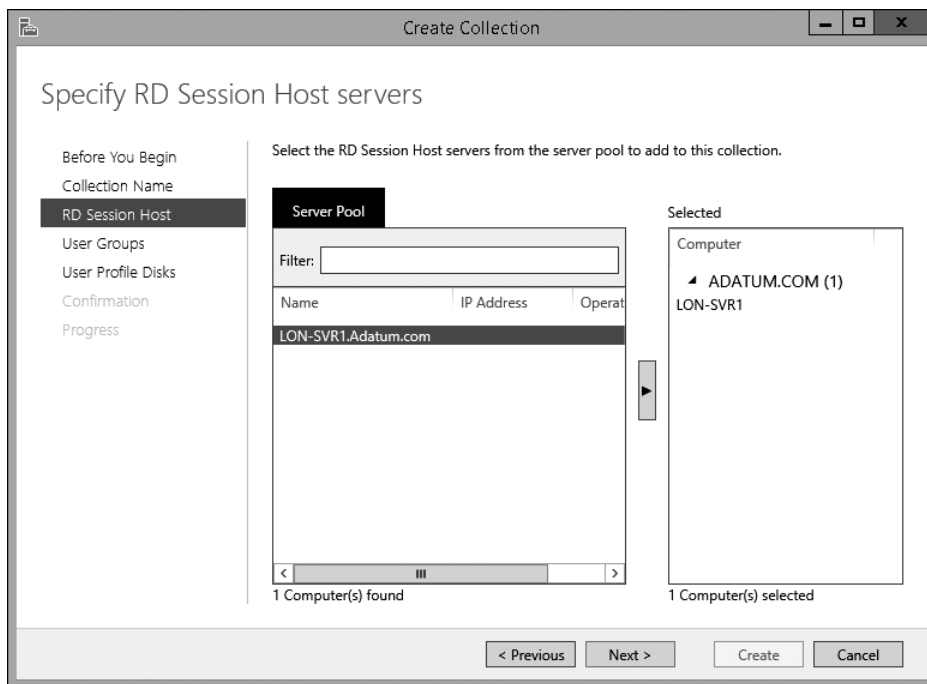 Create Collection
Specify RD Session Host servers
Before You Begin
Collection Name
RD Session Host
User Groups
User Profile Disks
Confirmation
Progress
Select the RD Session Host servers from the server pool to add to this collection.
Server Pool
Filter:
Name IP Address Operat
LON-SVR1.Adatum.com
1 Computer(s) found
Selected
Computer
ADATUM.COM (1)
LON-SVR1
1 Computer(s) selected
< Previous Next > Create Cancel